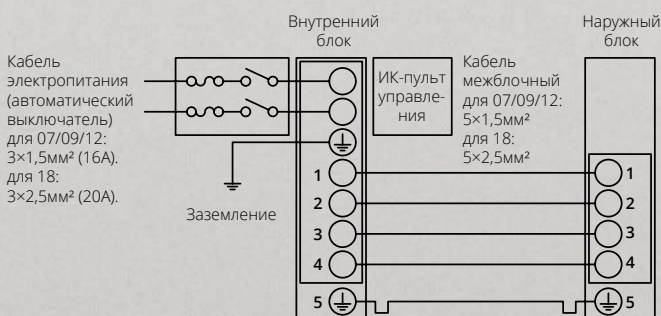 Внутренний
блок
Наружный
блок
Кабель
электропитания
(автоматический
выключатель)
для 07/09/12:
3×1,5мм² (16А).
для 18:
3×2,5мм² (20А).
ИК-пульт
управле-
ния
Кабель
межблочный
для 07/09/12:
5×1,5мм²
для 18:
5×2,5мм²
Заземление
1
2
3
4
5
1
2
3
4
5